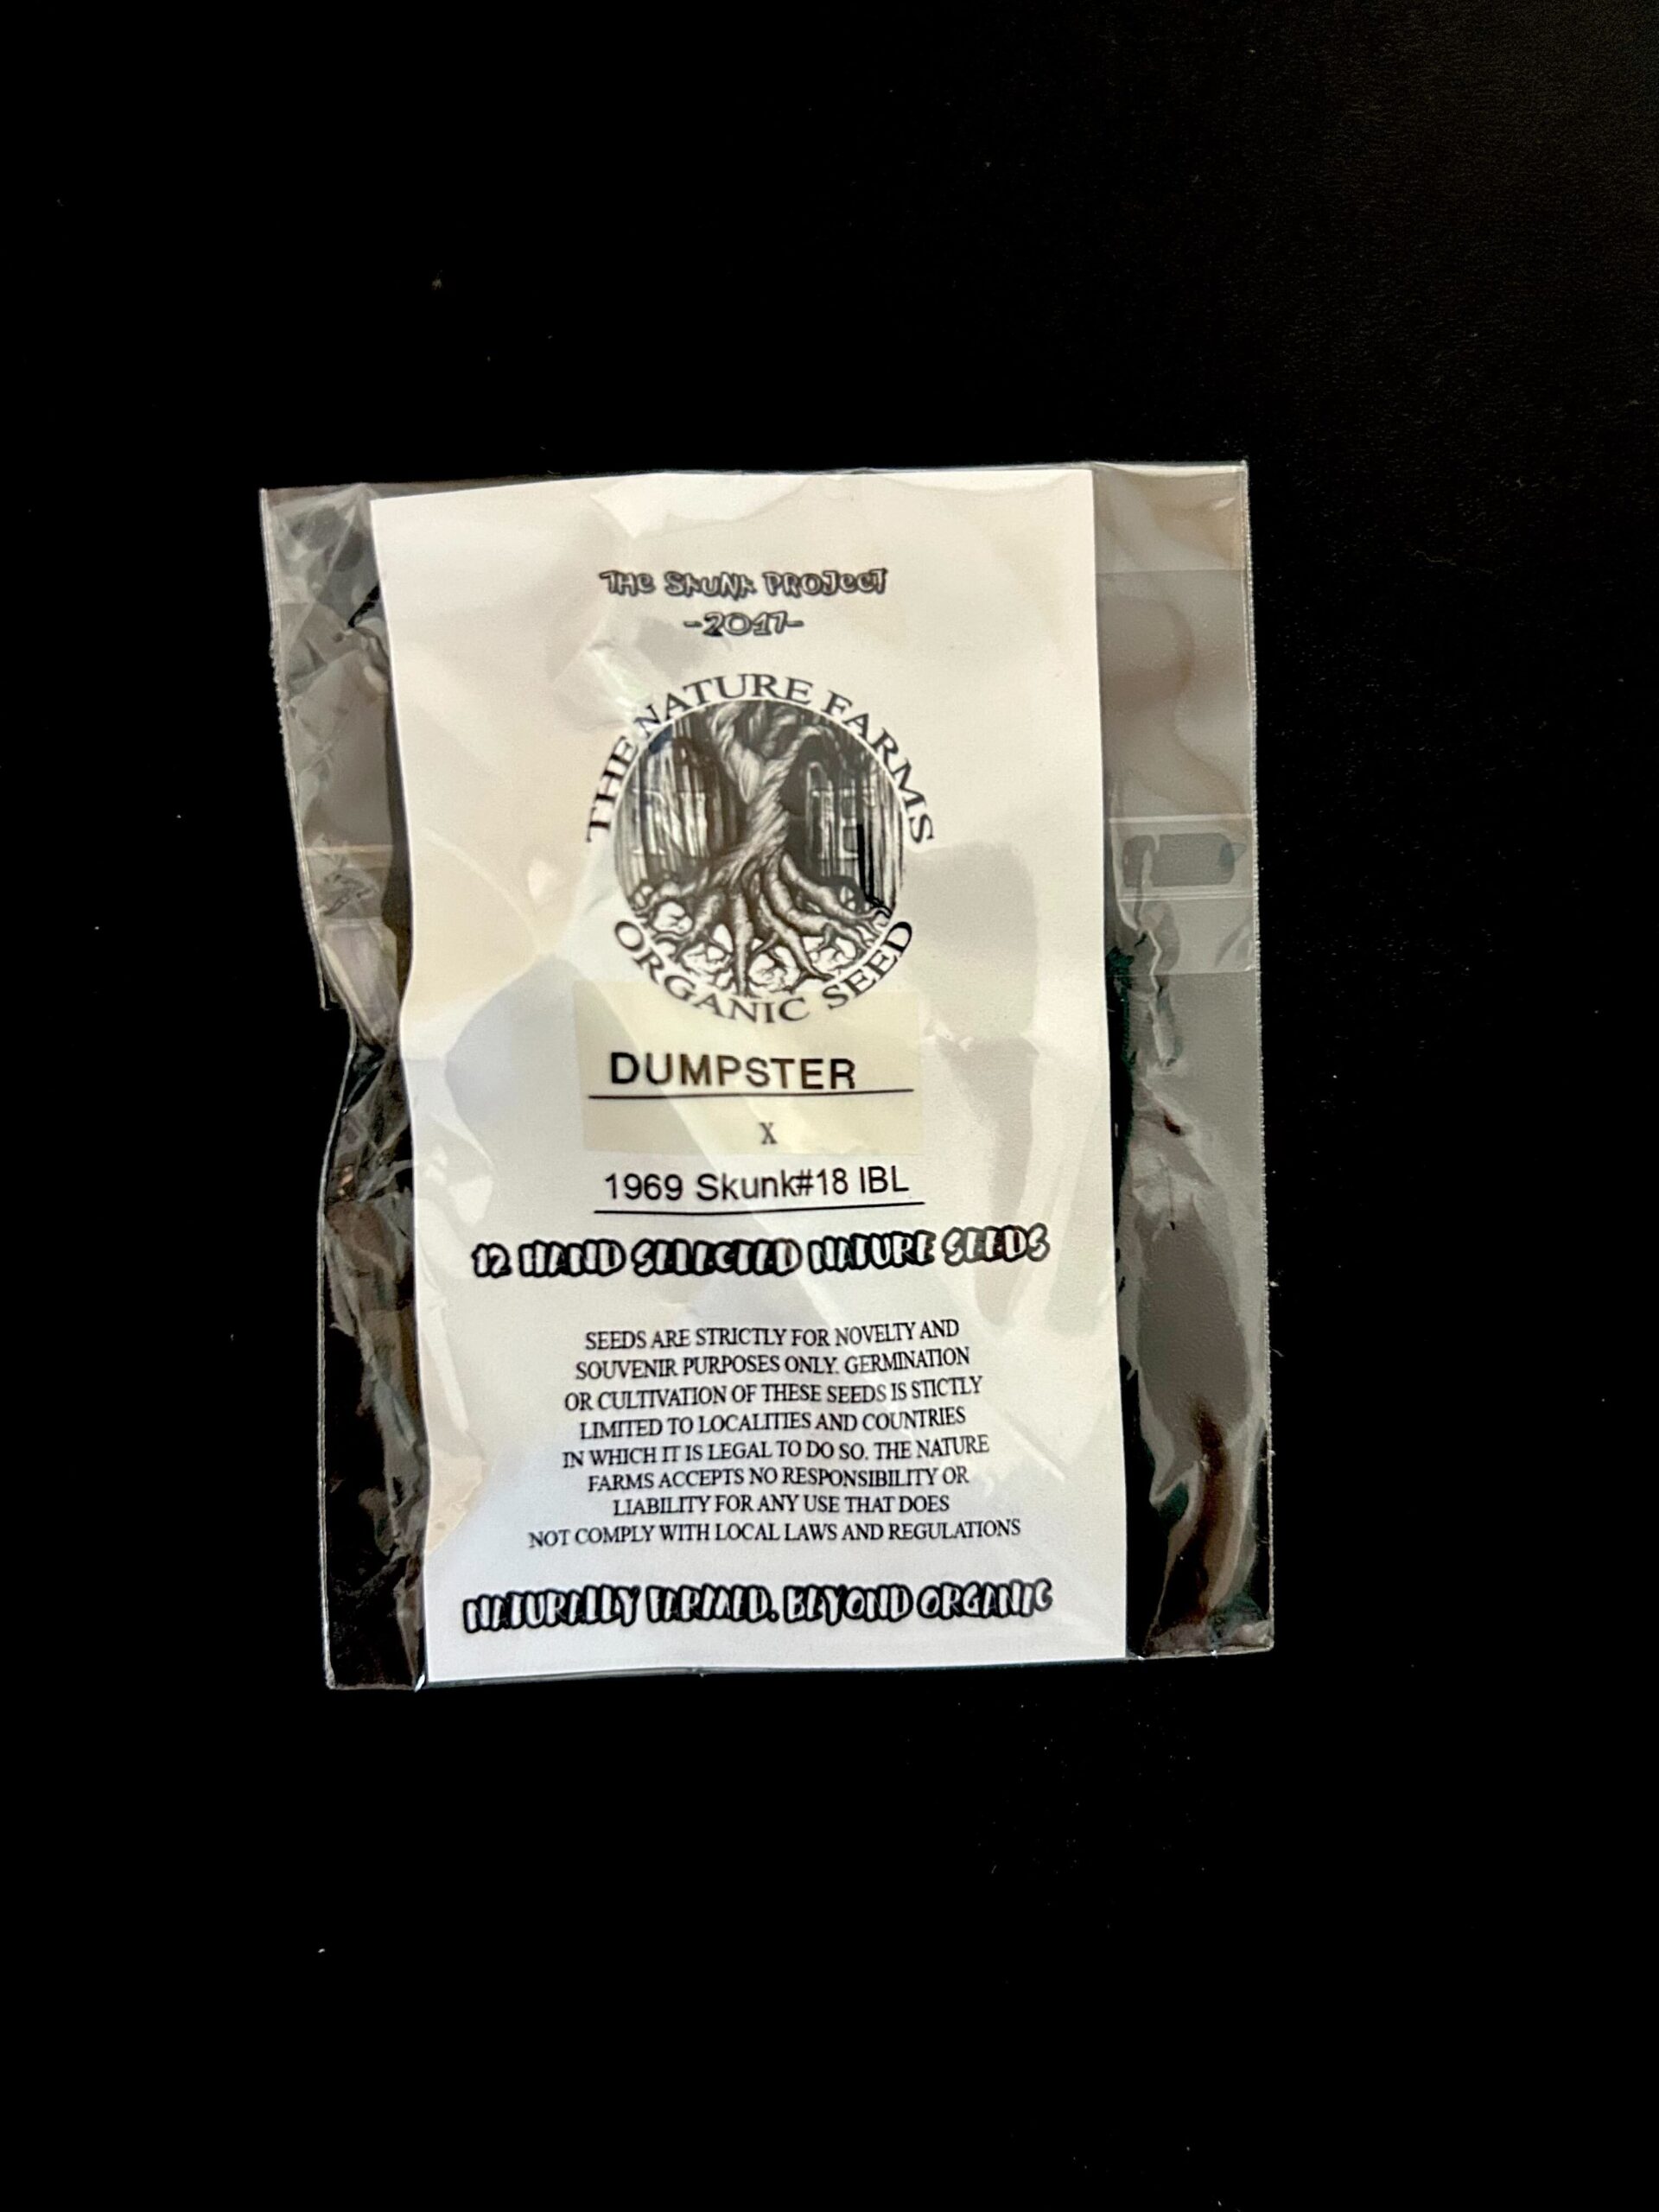 THE SKUNK PROJECT
-2017-
THE NATURE FARMS
ORGANIC SEED
DUMPSTER
X
1969 Skunk#18 IBL
12 HAND SELECTED NATURE SEEDS
SEEDS ARE STRICTLY FOR NOVELTY AND
SOUVENIR PURPOSES ONLY. GERMINATION
OR CULTIVATION OF THESE SEEDS IS STICTLY
LIMITED TO LOCALITIES AND COUNTRIES
IN WHICH IT IS LEGAL TO DO SO. THE NATURE
FARMS ACCEPTS NO RESPONSIBILITY OR
LIABILITY FOR ANY USE THAT DOES
NOT COMPLY WITH LOCAL LAWS AND REGULATIONS
NATURALLY FARMED. BEYOND ORGANIC